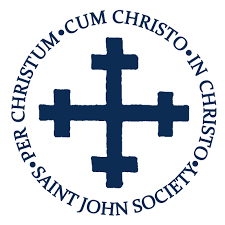 PER CHRISTUM • CUM CHRISTO • IN CHRISTO •
SAINT JOHN SOCIETY •